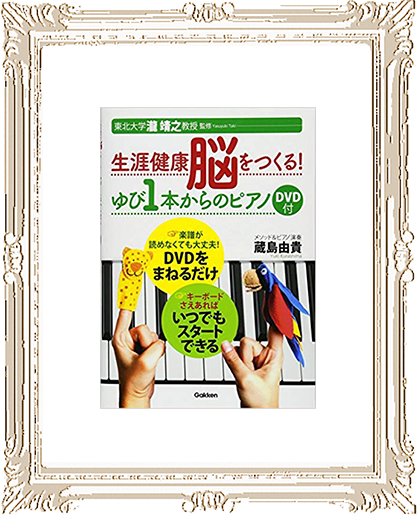 東北大学瀧 靖之教授 監修 Yasuyuki Taki
生涯健康脳をつくる!
ゆび1本からのピアノ DVD付
メソッド&ピアノ演奏
蔵島由貴
Yuki Kurashima
楽譜が
読めなくても大丈夫!
DVDを
まねるだけ
キーボード
さえあれば
いつでも
スタート
できる
Gakken